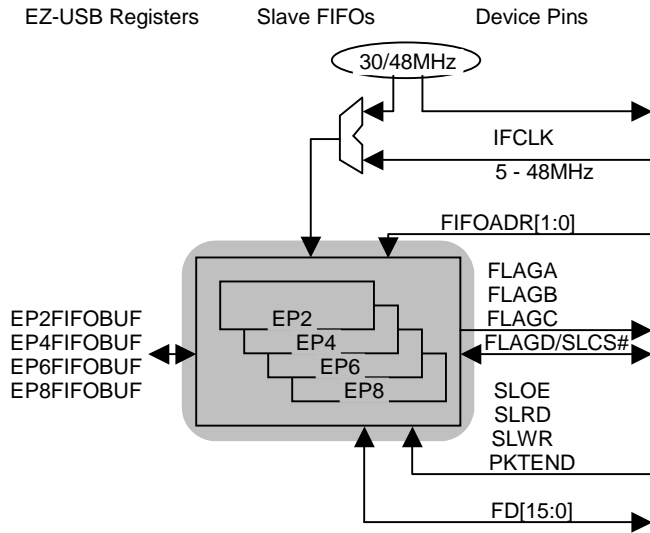 EZ-USB Registers Slave FIFOs Device Pins
30/48MHz
IFCLK
5 - 48MHz
FIFOADR[1:0]
FLAGA
FLAGB
FLAGC
FLAGD/SLCS#
EP2FIFOBUF
EP4FIFOBUF
EP6FIFOBUF
EP8FIFOBUF
EP2
EP4
EP6
EP8
SLOE
SLRD
SLWR
PKTEND
FD[15:0]